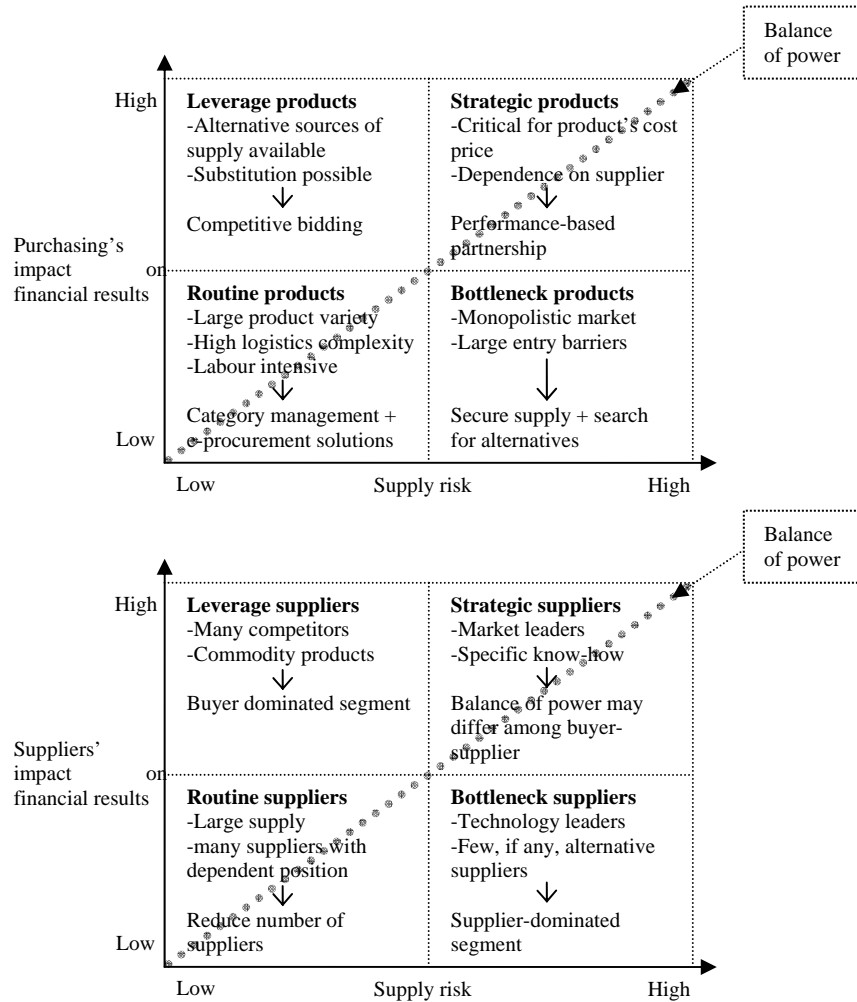 Balance
of power
High
Leverage products
-Alternative sources of
supply available
-Substitution possible
Competitive bidding
Strategic products
-Critical for product's cost
price
-Dependence on supplier
Performance-based
partnership
Purchasing's
impact on
financial results
Routine products
-Large product variety
-High logistics complexity
-Labour intensive
Category management +
e-procurement solutions
Bottleneck products
-Monopolistic market
-Large entry barriers
Secure supply + search
for alternatives
Low
Low
Supply risk
High
Balance
of power
High
Leverage suppliers
-Many competitors
-Commodity products
Buyer dominated segment
Strategic suppliers
-Market leaders
-Specific know-how
Balance of power may
differ among buyer-
supplier
Suppliers'
impact on
financial results
Routine suppliers
-Large supply
-many suppliers with
dependent position
Reduce number of
suppliers
Bottleneck suppliers
-Technology leaders
-Few, if any, alternative
suppliers
Supplier-dominated
segment
Low
Low
Supply risk
High